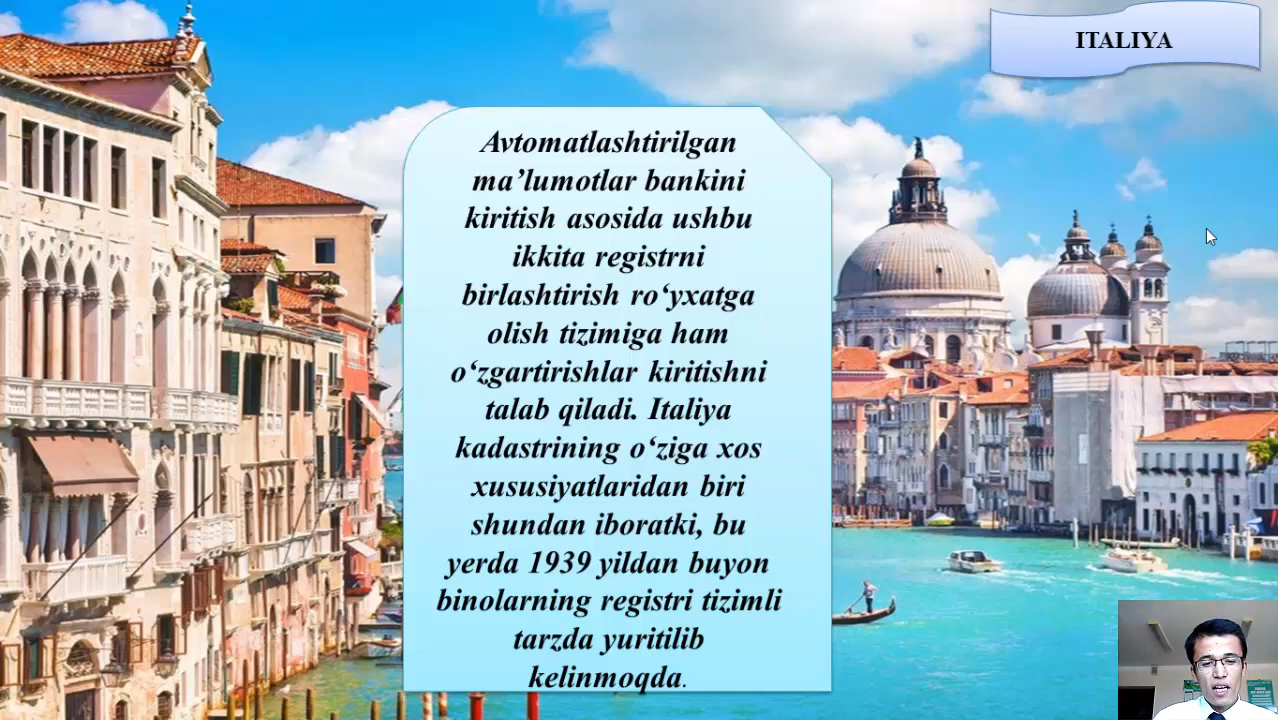 ITALIYA
Avtomatlashtirilgan
ma’lumotlar bankini
kiritish asosida ushbu
ikkita registrni
birlashtirish ro‘yxatga
olish tizimiga ham
o‘zgartirishlar kiritishni
talab qiladi. Italiya
kadastrining o‘ziga xos
xususiyatlaridan biri
shundan iboratki, bu
yerda 1939 yildan buyon
binolarning registri tizimli
tarzda yuritilib
kelinmoqda.